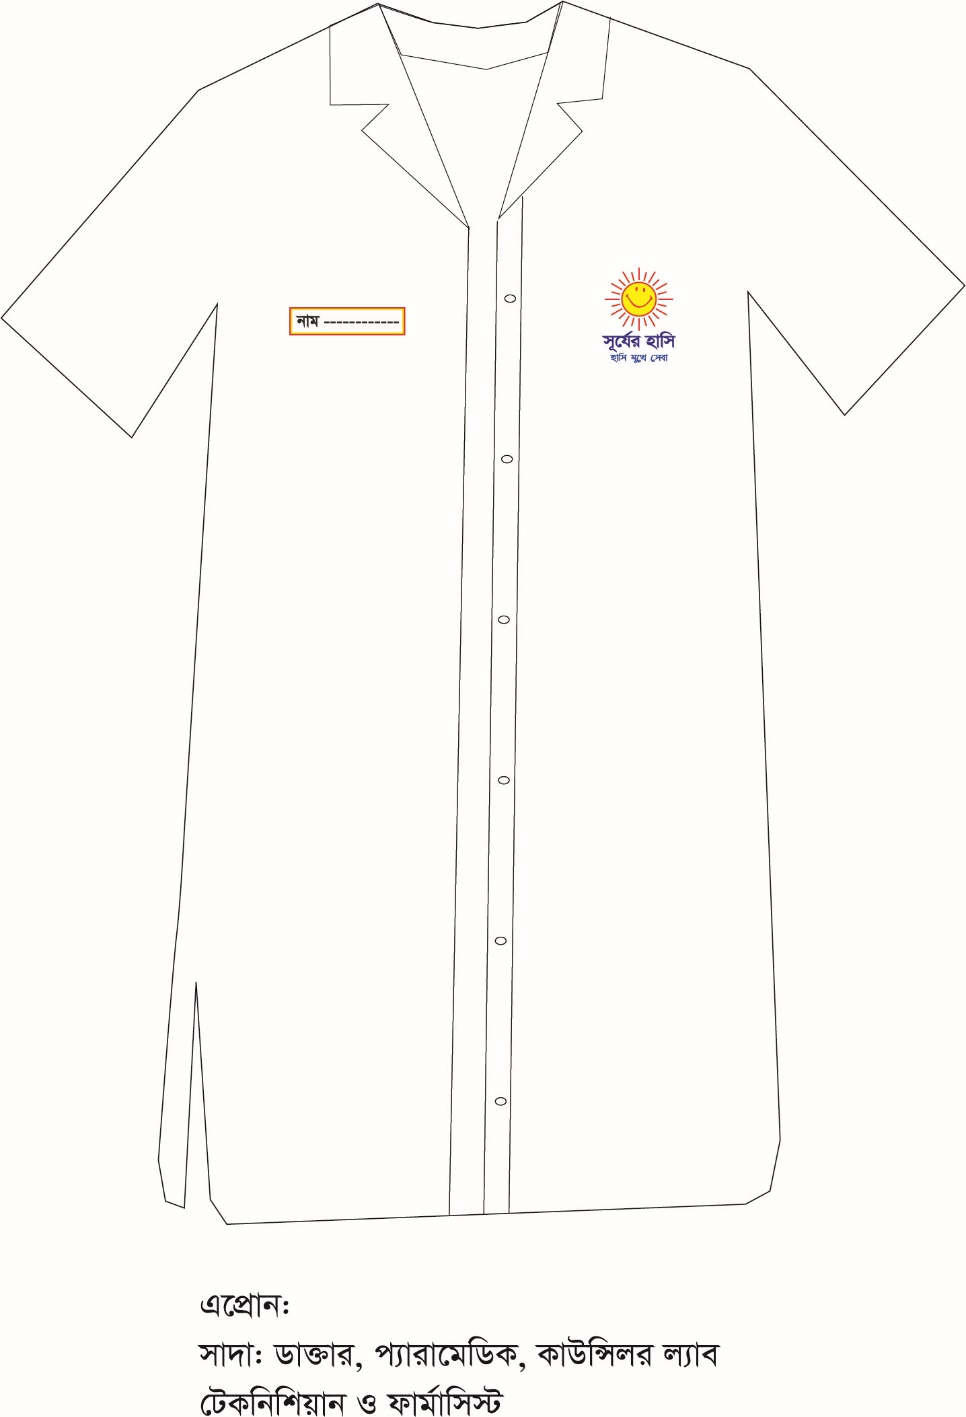 নাম ------------
সূর্যের হাসি
হাসি মুখে সেবা
এপ্রোন:
সাদা: ডাক্তার, প্যারামেডিক, কাউন্সিলর ল্যাব
টেকনিশিয়ান ও ফার্মাসিস্ট